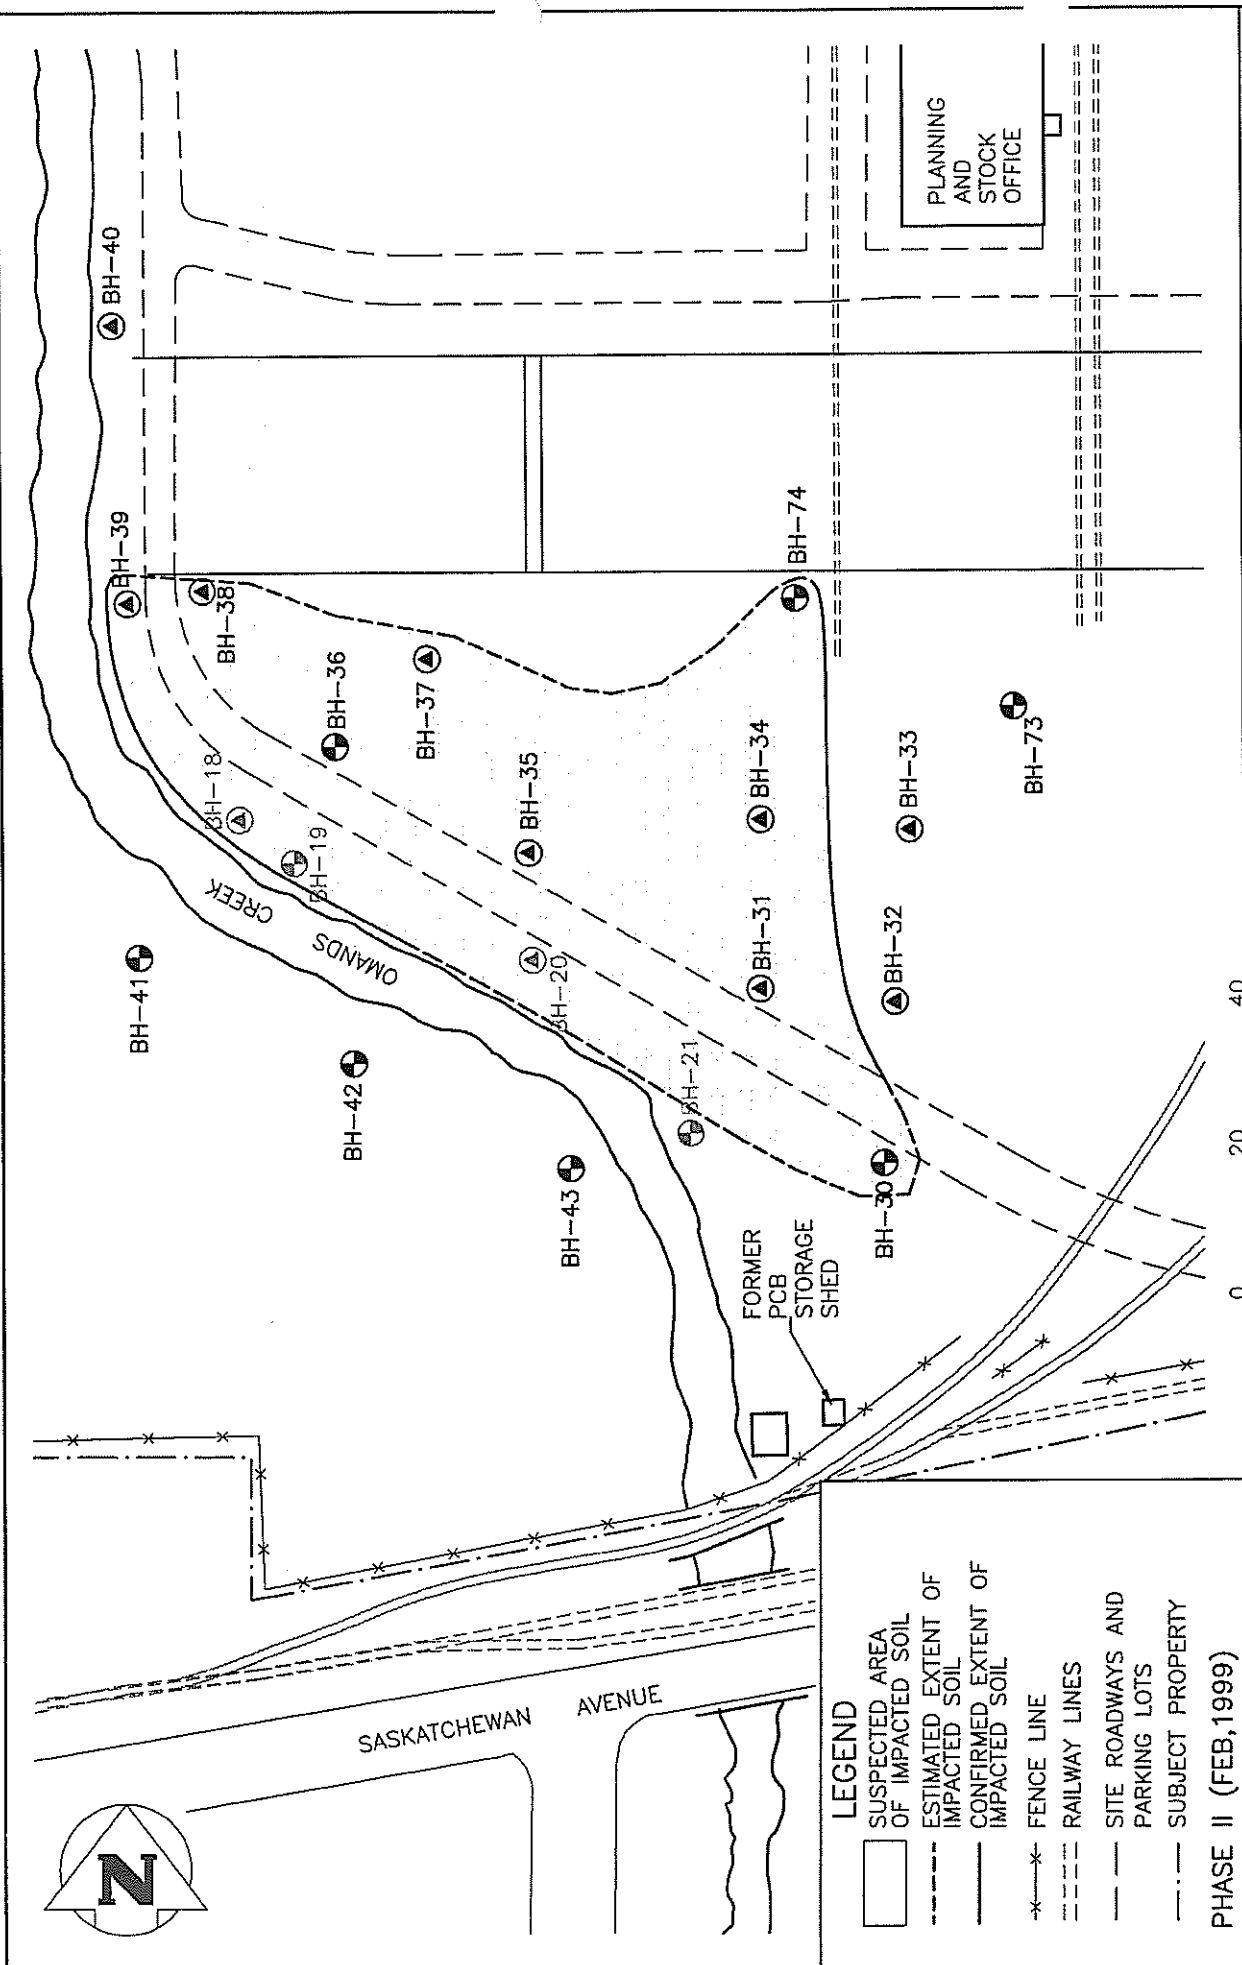 N
SASKATCHEWAN AVENUE
OMANDS CREEK
BH-41
BH-42
BH-43
BH-40
BH-39
BH-38
BH-18
BH-19
BH-36
BH-37
BH-35
BH-20
BH-21
BH-34
BH-31
BH-74
BH-33
BH-32
BH-73
BH-30
PLANNING
AND
STOCK
OFFICE
FORMER
PCB
STORAGE
SHED
0 20 40
LEGEND
SUSPECTED AREA
OF IMPACTED SOIL
ESTIMATED EXTENT OF
IMPACTED SOIL
CONFIRMED EXTENT OF
IMPACTED SOIL
FENCE LINE
RAILWAY LINES
SITE ROADWAYS AND
PARKING LOTS
SUBJECT PROPERTY
PHASE II (FEB,1999)